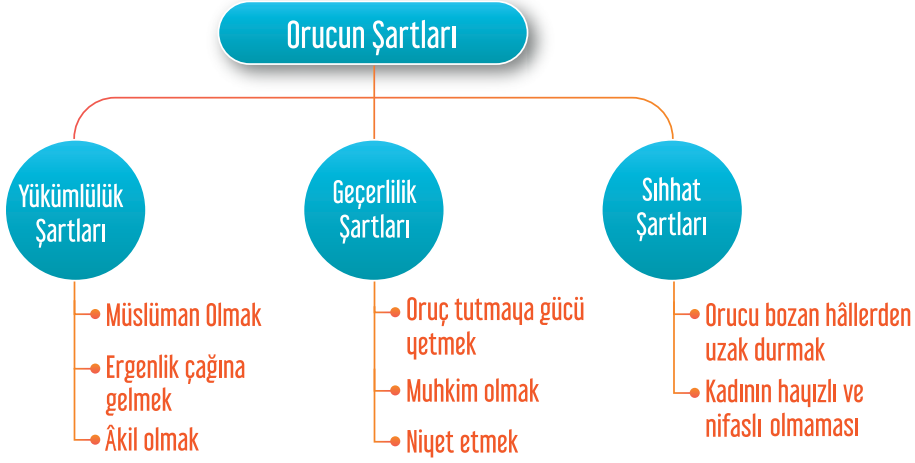 Orucun Şartları
Yükümlülük
Şartları
Müslüman Olmak
Ergenlik çağına
gelmek
Âkil olmak
Geçerlilik
Şartları
Oruç tutmaya gücü
yetmek
Muhkim olmak
Niyet etmek
Sıhhat
Şartları
Orucu bozan hâllerden
uzak durmak
Kadının hayızlı ve
nifaslı olmaması